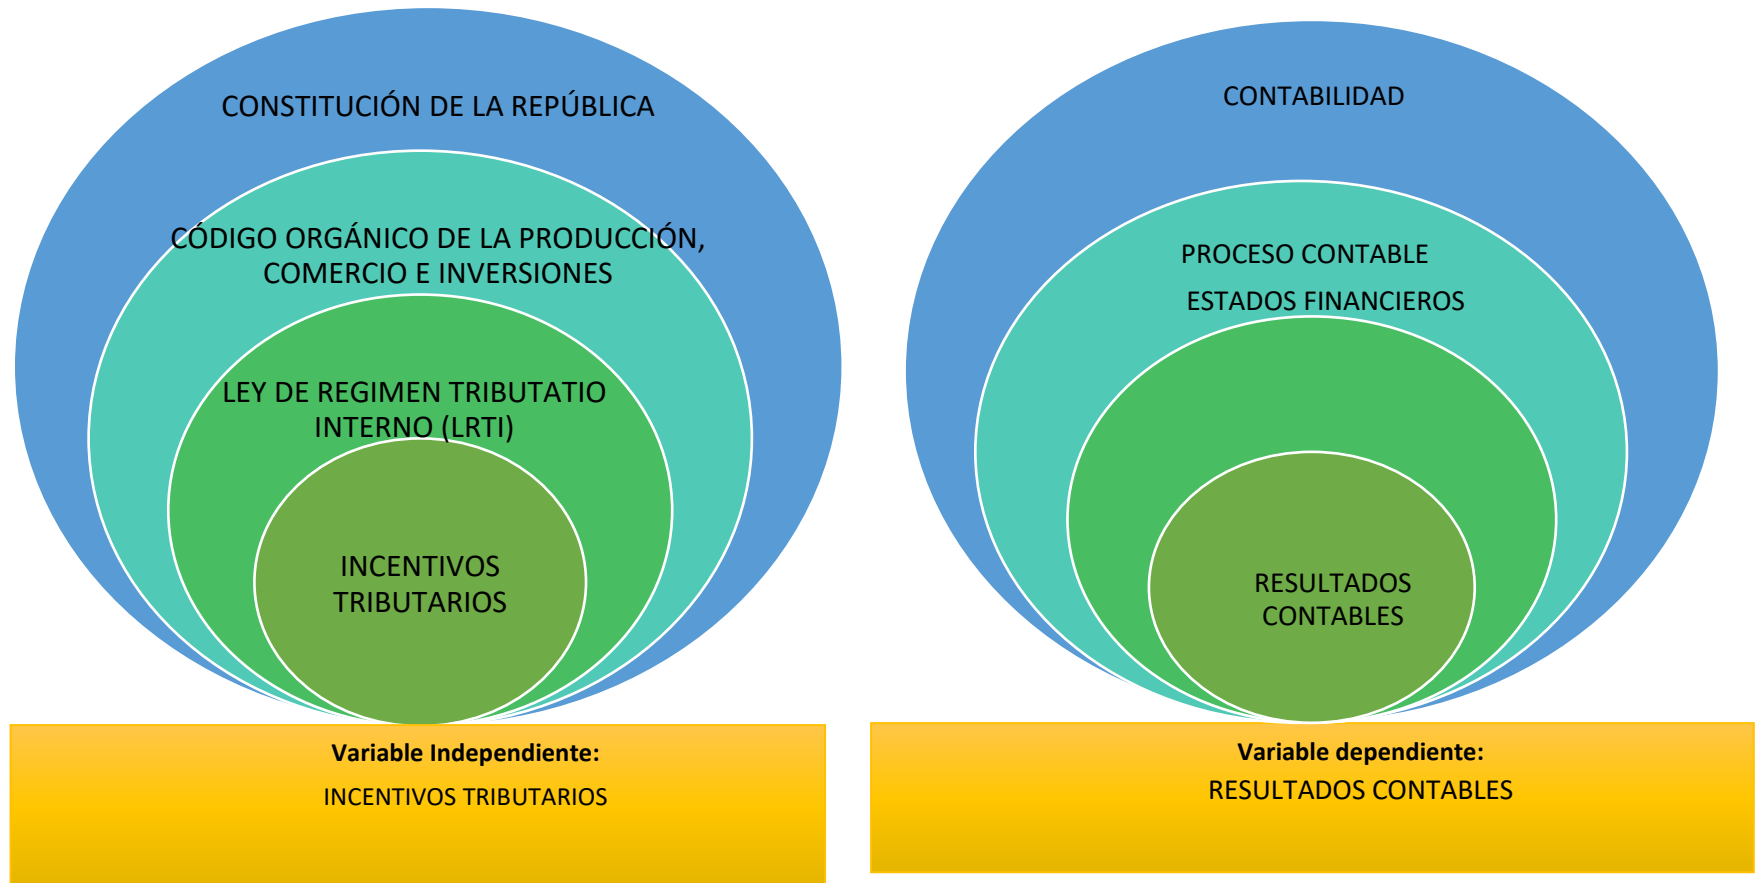 CONSTITUCIÓN DE LA REPÚBLICA
CÓDIGO ORGÁNICO DE LA PRODUCCIÓN,
COMERCIO E INVERSIONES
LEY DE REGIMEN TRIBUTATIO
INTERNO (LRTI)
INCENTIVOS
TRIBUTARIOS
Variable Independiente:
INCENTIVOS TRIBUTARIOS
CONTABILIDAD
PROCESO CONTABLE
ESTADOS FINANCIEROS
RESULTADOS
CONTABLES
Variable dependiente:
RESULTADOS CONTABLES